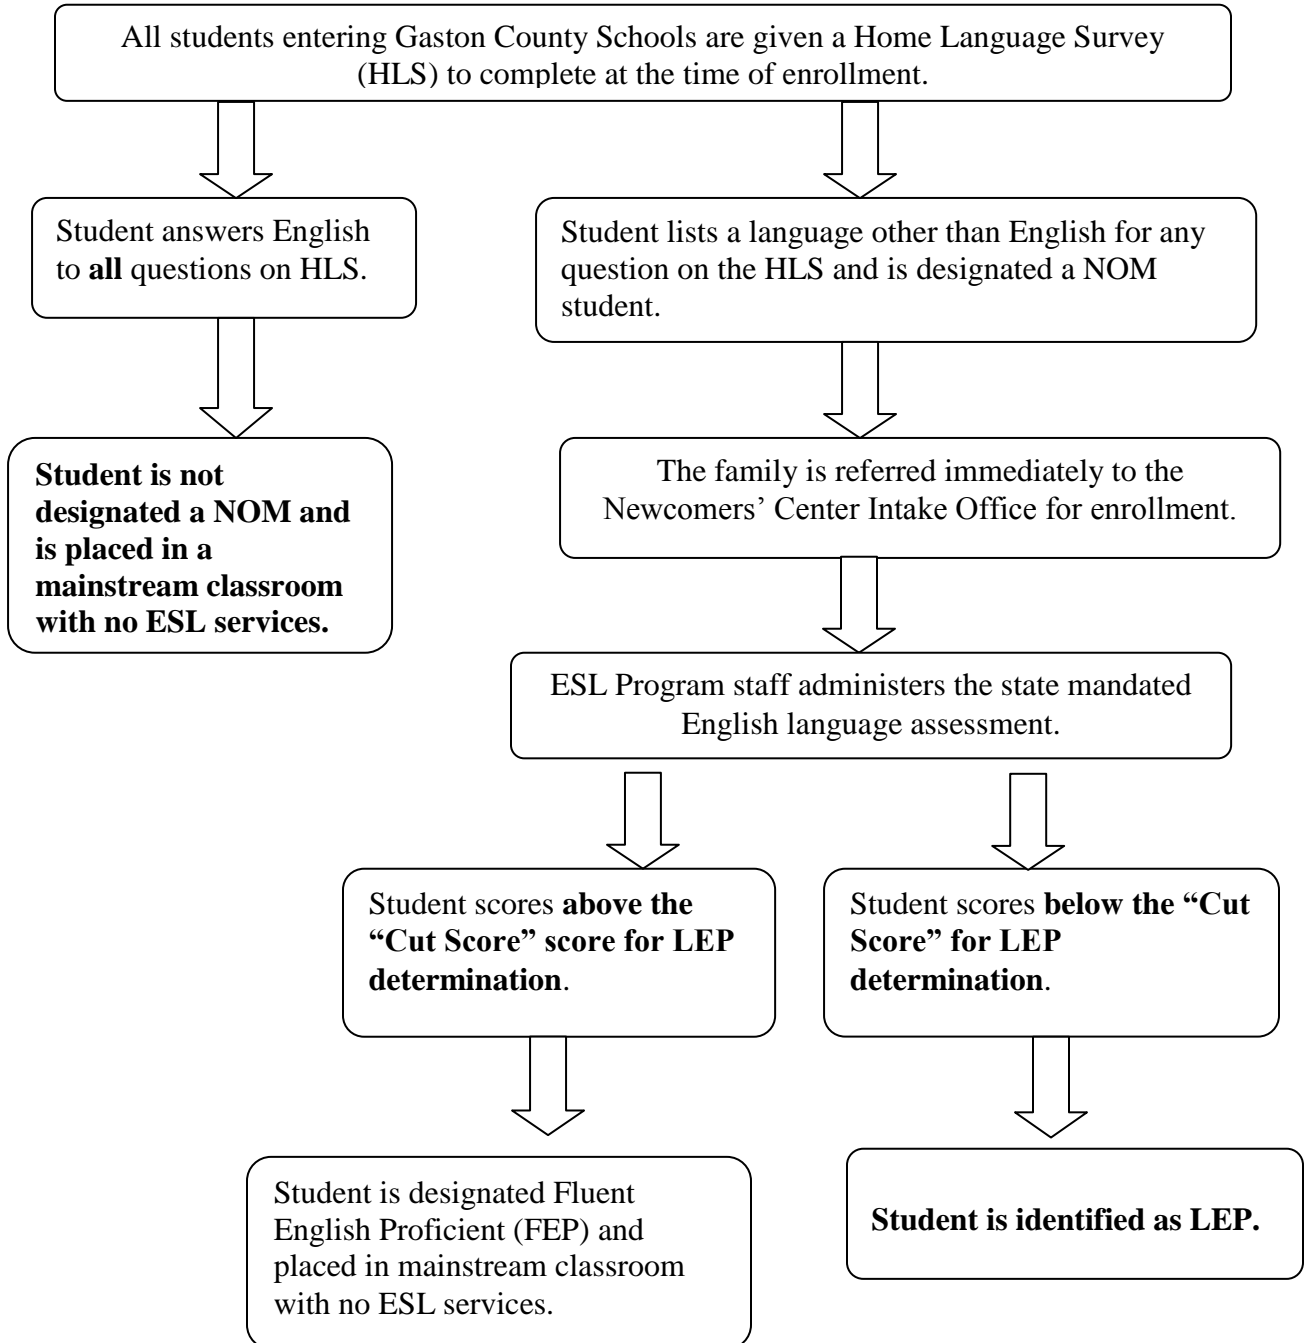 All students entering Gaston County Schools are given a Home Language Survey
(HLS) to complete at the time of enrollment.
Student answers English
to all questions on HLS.
Student lists a language other than English for any
question on the HLS and is designated a NOM
student.
Student is not
designated a NOM and
is placed in a
mainstream classroom
with no ESL services.
The family is referred immediately to the
Newcomers’ Center Intake Office for enrollment.
ESL Program staff administers the state mandated
English language assessment.
Student scores above the
“Cut Score” score for LEP
determination.
Student scores below the “Cut
Score” for LEP
determination.
Student is designated Fluent
English Proficient (FEP) and
placed in mainstream classroom
with no ESL services.
Student is identified as LEP.